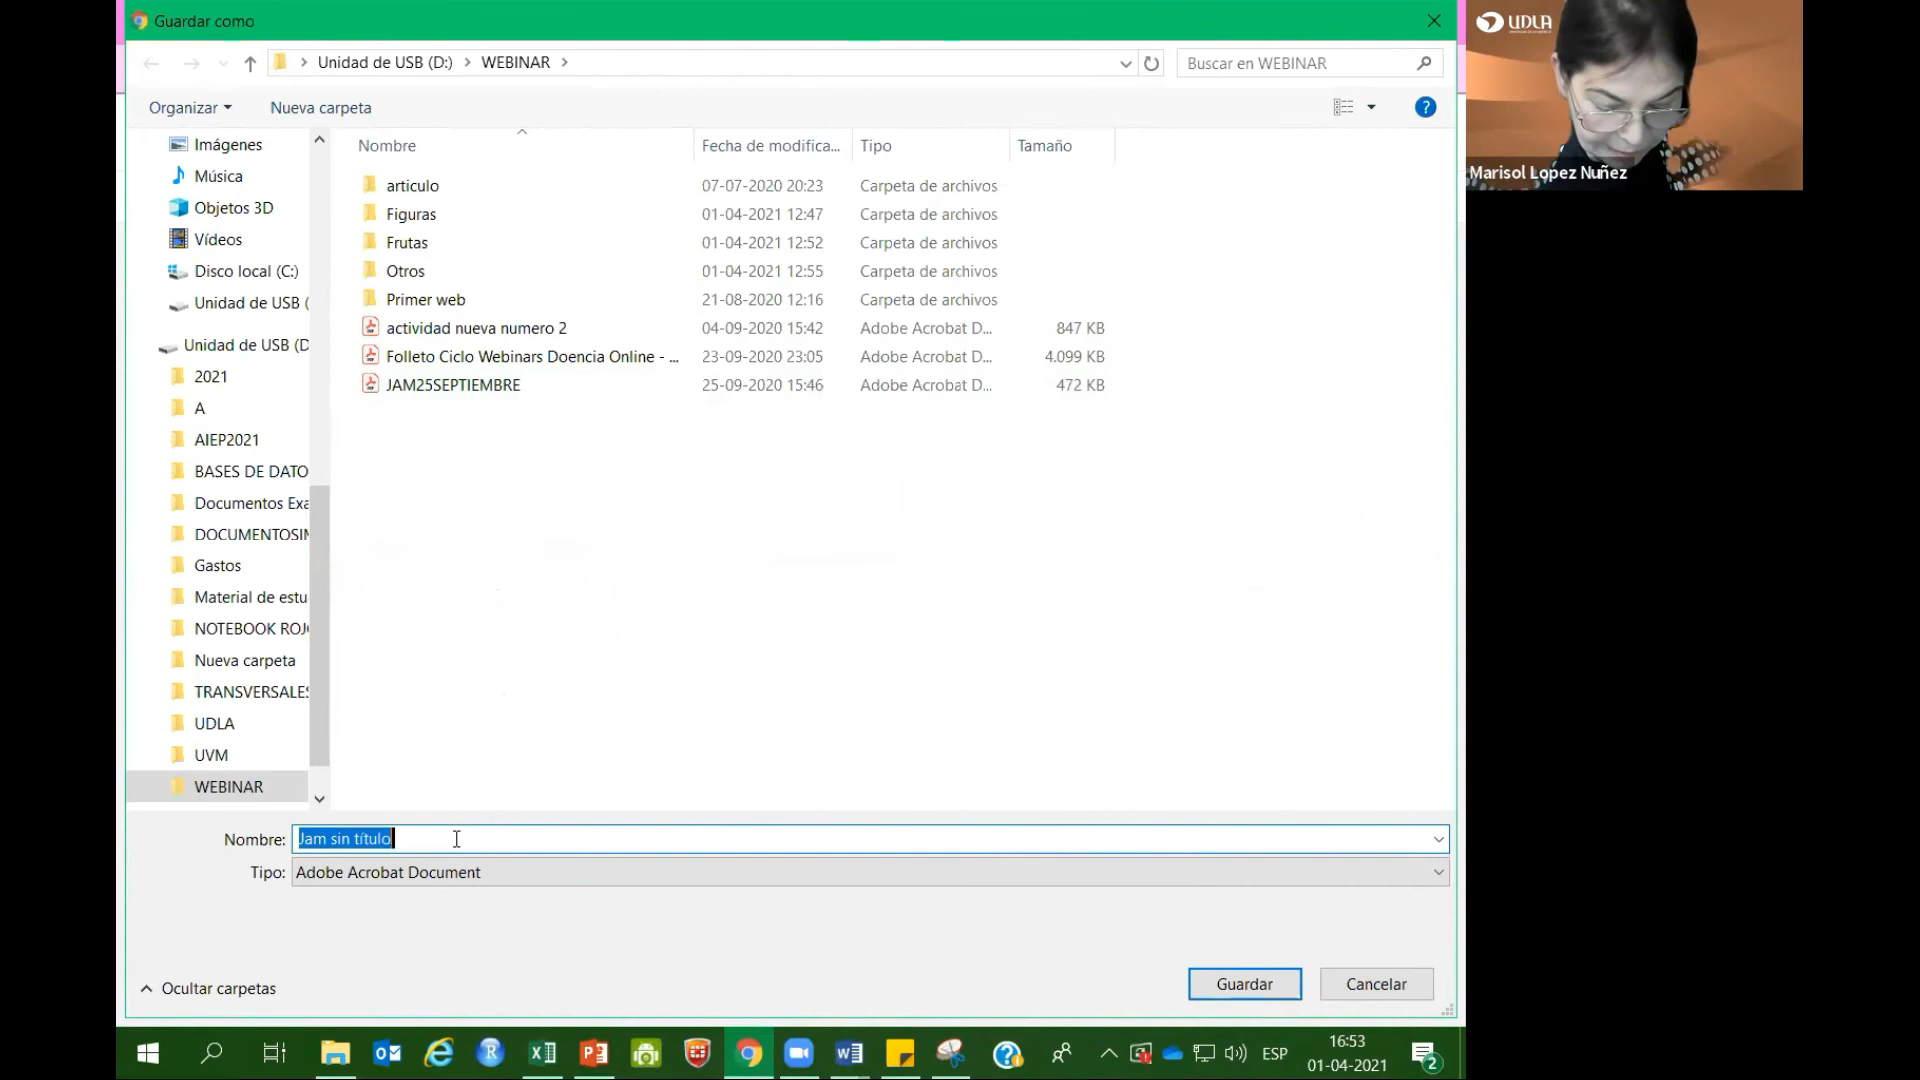 Guardar como
Unidad de USB (D:) > WEBINAR >
Buscar en WEBINAR
Organizar
Nueva carpeta
Imágenes
Música
Objetos 3D
Vídeos
Disco local (C:)
Unidad de USB (
Unidad de USB (D
2021
A
AIEP2021
BASES DE DATO
Documentos Exa
DOCUMENTOSIN
Gastos
Material de estu
NOTEBOOK ROJO
Nueva carpeta
TRANSVERSALES
UDLA
UVM
WEBINAR
Nombre Fecha de modifica... Tipo Tamaño
articulo 07-07-2020 20:23 Carpeta de archivos
Figuras 01-04-2021 12:47 Carpeta de archivos
Frutas 01-04-2021 12:52 Carpeta de archivos
Otros 01-04-2021 12:55 Carpeta de archivos
Primer web 21-08-2020 12:16 Carpeta de archivos
actividad nueva numero 2 04-09-2020 15:42 Adobe Acrobat D... 847 KB
Folleto Ciclo Webinars Doencia Online - ... 23-09-2020 23:05 Adobe Acrobat D... 4.099 KB
JAM25SEPTIEMBRE 25-09-2020 15:46 Adobe Acrobat D... 472 KB
Nombre: Jam sin título
Tipo: Adobe Acrobat Document
Ocultar carpetas
Guardar
Cancelar
ESP
16:53
01-04-2021
2
UDLA
Marisol Lopez Nuñez